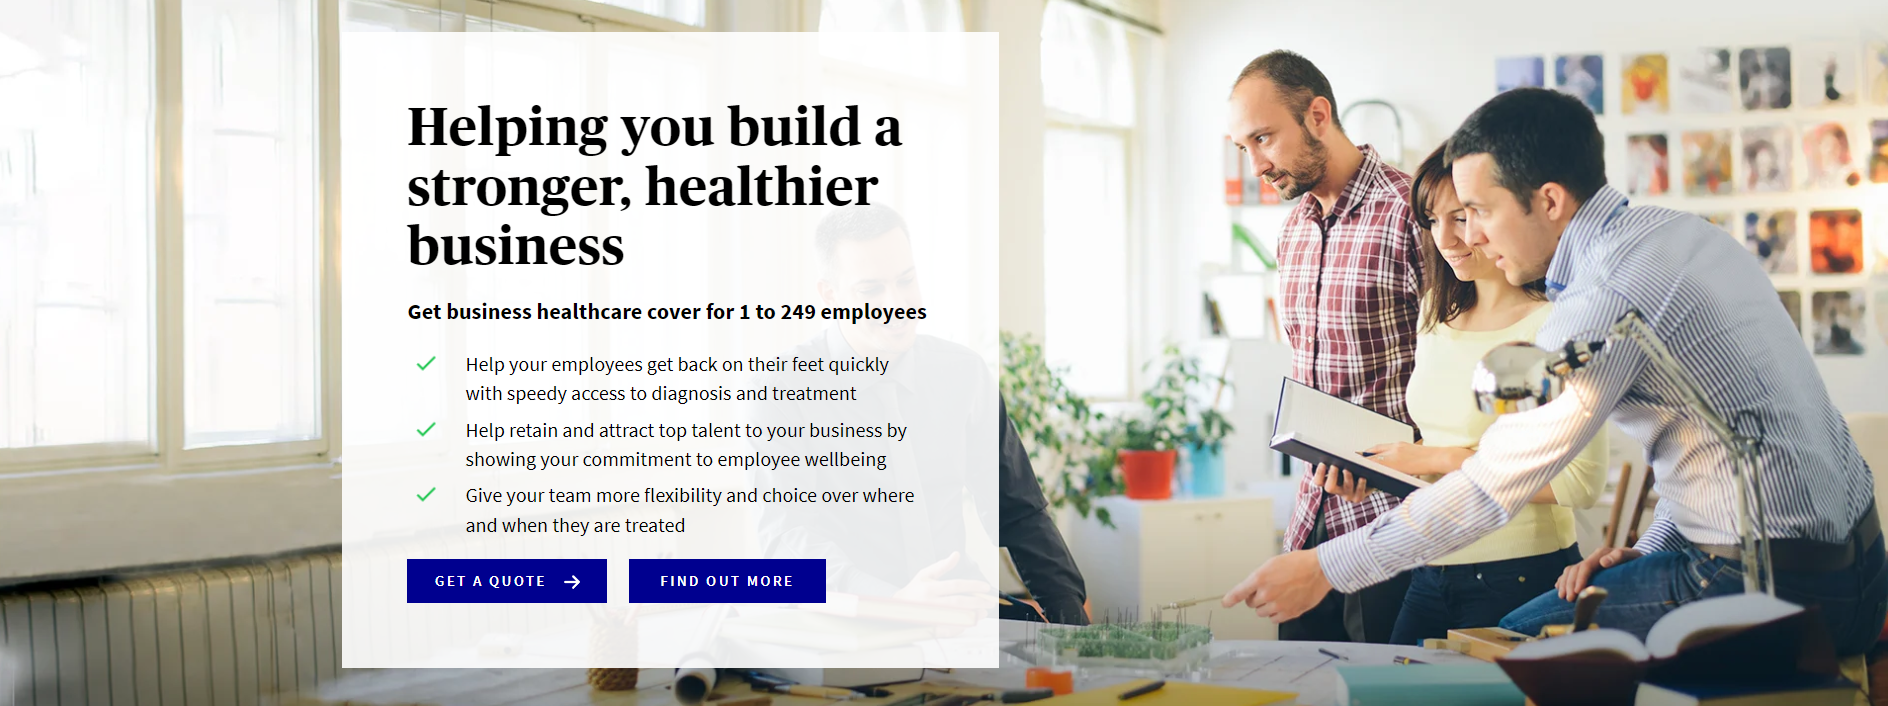 Helping you build a
stronger, healthier
business
Get business healthcare cover for 1 to 249 employees
Help your employees get back on their feet quickly
with speedy access to diagnosis and treatment
Help retain and attract top talent to your business by
showing your commitment to employee wellbeing
Give your team more flexibility and choice over where
and when they are treated
GET A QUOTE
FIND OUT MORE